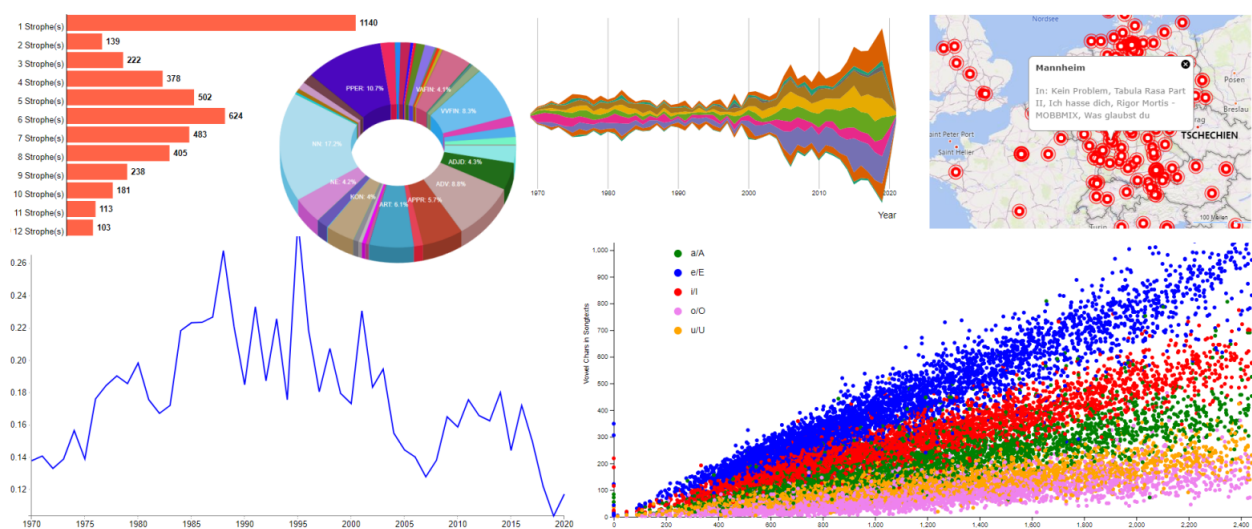 1 Strophe(s) 1140
2 Strophe(s) 139
3 Strophe(s) 222
4 Strophe(s) 378
5 Strophe(s) 502
6 Strophe(s) 624
7 Strophe(s) 483
8 Strophe(s) 405
9 Strophe(s) 238
10 Strophe(s) 181
11 Strophe(s) 113
12 Strophe(s) 103
PPER: 10.7%
VAFIN: 4.1%
VVFIN: 8.3%
ADJD: 4.3%
ADV: 8.8%
APPR: 5.7%
ART: 6.1%
KON: 4%
NE: 4.2%
NN: 17.2%
1970 1980 1990 2000 2010 2020
Year
Nordsee
Mannheim
In: Kein Problem, Tabula Rasa Part
II, Ich hasse dich, Rigor Mortis -
MOBBMIX, Was glaubst du
Posen
Breslau
rag
TSCHECHIEN
Saint Peter Port
Saint Hélier
Turin
100 Meilen
0.26
0.24
0.22
0.20
0.18
0.16
0.14
0.12
1970 1975 1980 1985 1990 1995 2000 2005 2010 2015 2020
a/A
e/E
i/I
o/O
u/U
Vowel Chars in Songtexts
1,000
900
800
700
600
500
400
300
200
100
0
0 200 400 600 800 1,000 1,200 1,400 1,600 1,800 2,000 2,200 2,400